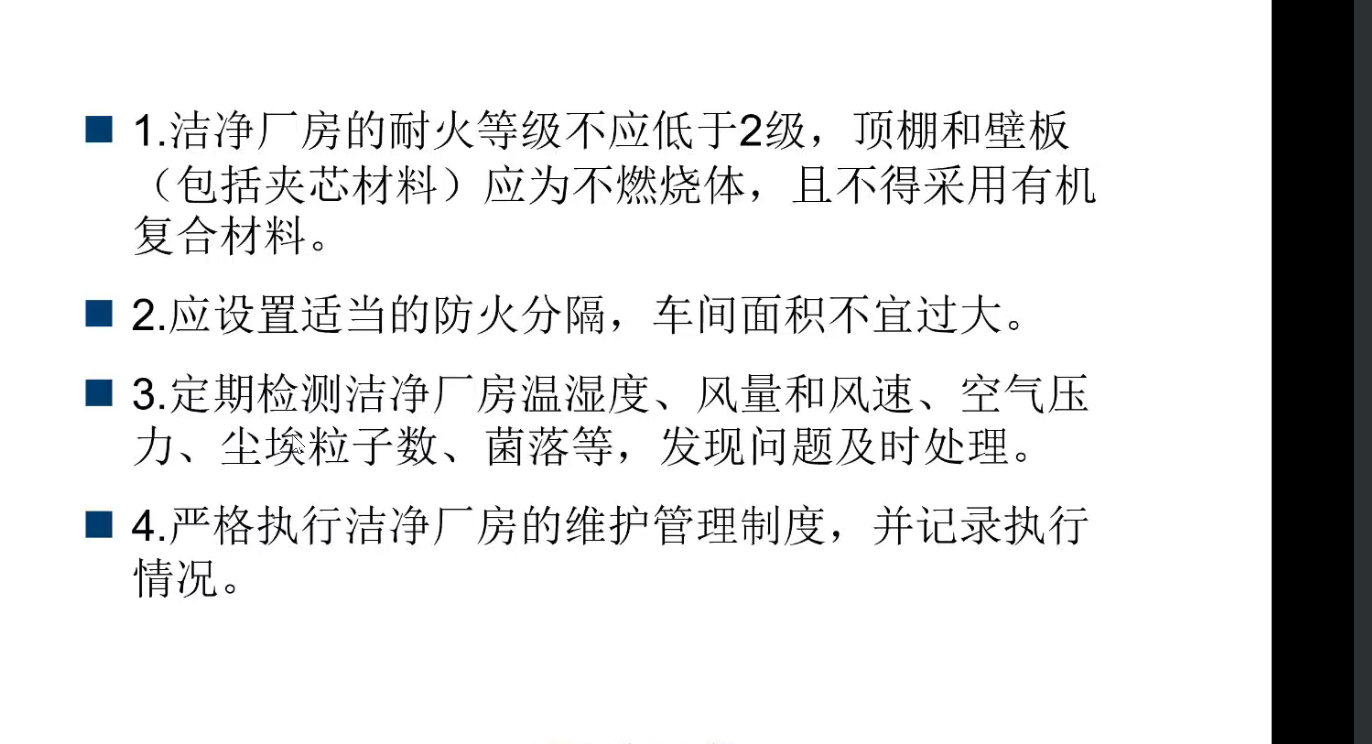 1.洁净厂房的耐火等级不应低于2级，顶棚和壁板
（包括夹芯材料）应为不燃烧体，且不得采用有机
复合材料。
2.应设置适当的防火分隔，车间面积不宜过大。
3.定期检测洁净厂房温湿度、风量和风速、空气压
力、尘埃粒子数、菌落等，发现问题及时处理。
4.严格执行洁净厂房的维护管理制度，并记录执行
情况。